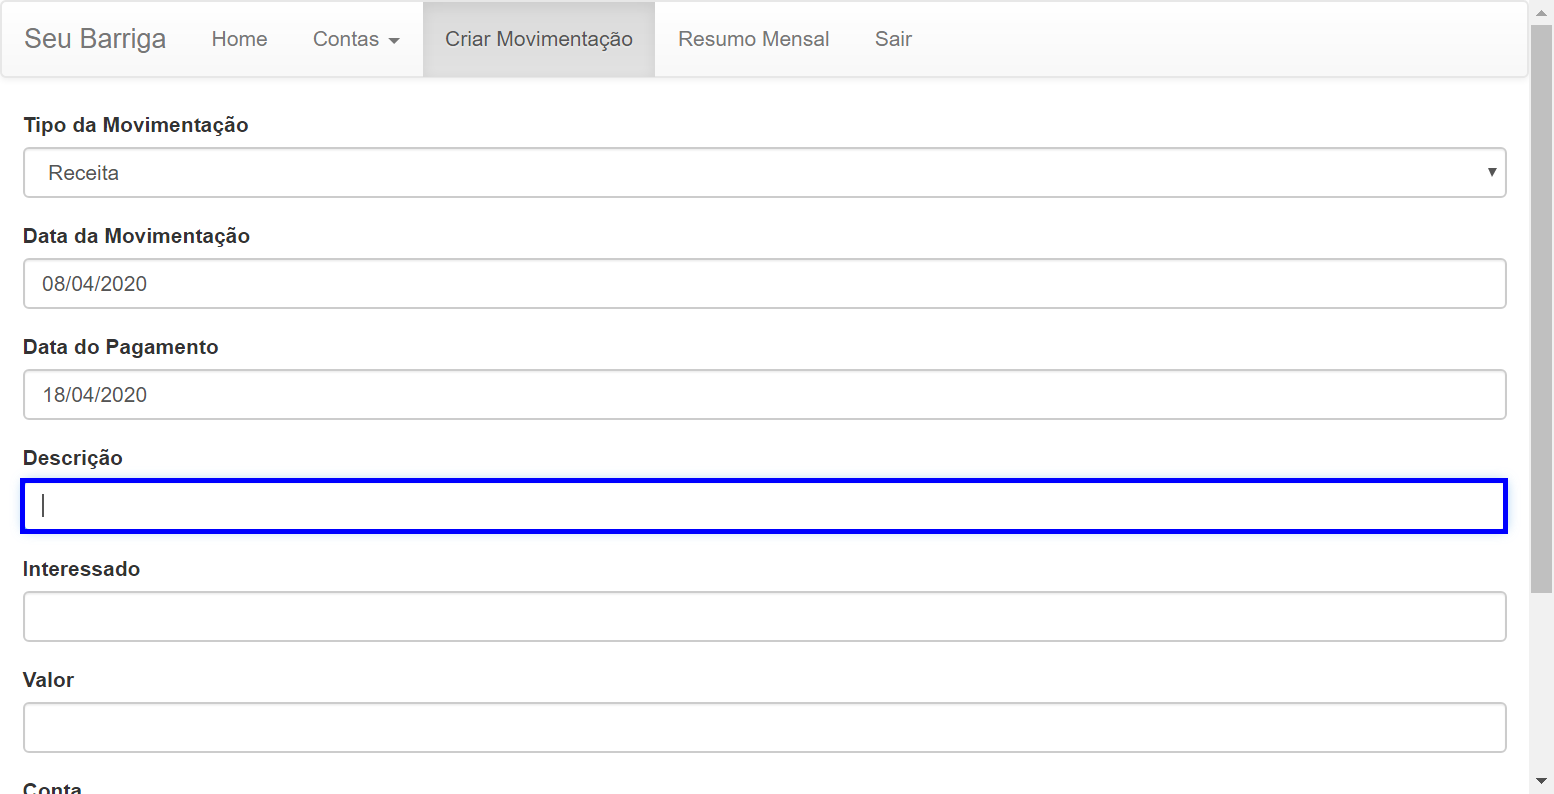 Seu Barriga Home Contas Criar Movimentação Resumo Mensal Sair
Tipo da Movimentação
Receita
Data da Movimentação
08/04/2020
Data do Pagamento
18/04/2020
Descrição
Interessado
Valor
Conta